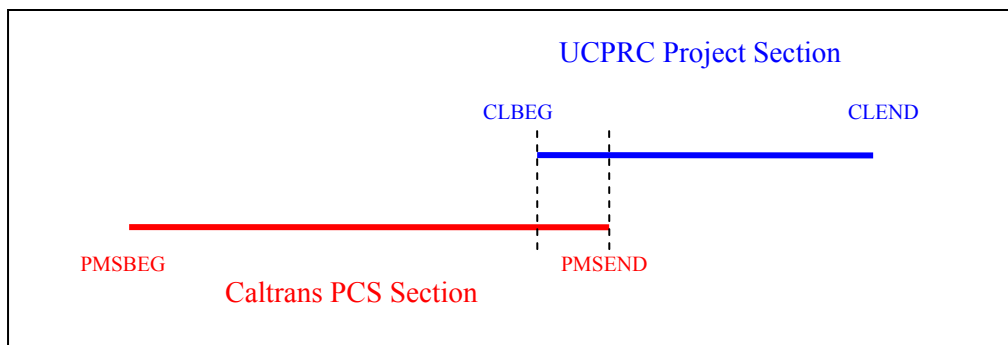 UCPRC Project Section
CLBEG
CLEND
PMSBEG
PMSEND
Caltrans PCS Section